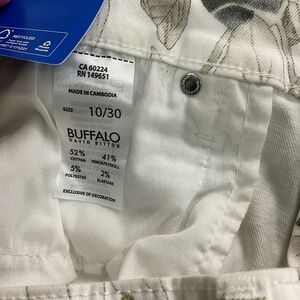 RECYCLED
CA 60224
RN 149651
MADE IN CAMBODIA
SIZE 10/30
BUFFALO
DAVID BITTON
52% 41%
COTTON
5% 2%
POLYESTER ELASTANE
EXCLUSIVE OF DECORATION